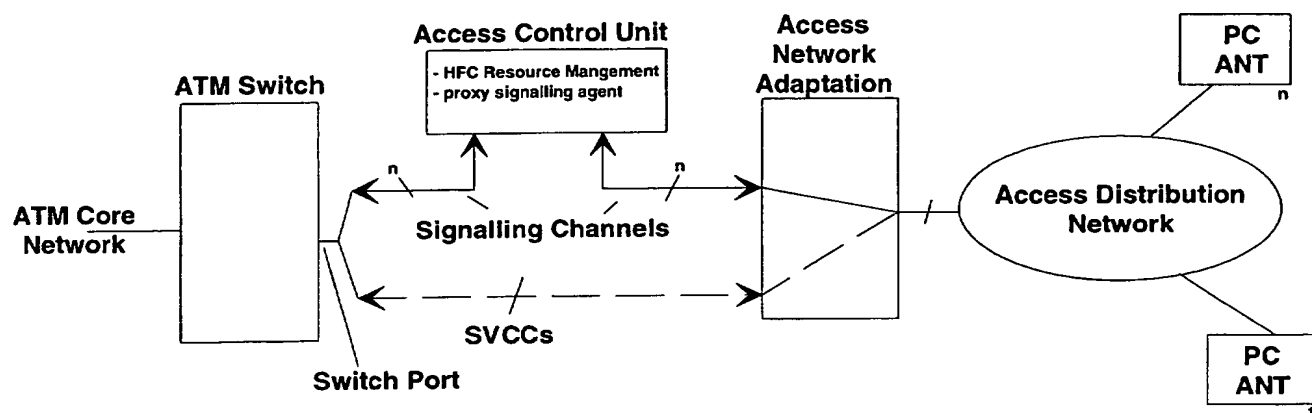 Access Control Unit
- HFC Resource Mangement
- proxy signalling agent
Access
Network
Adaptation
PC
ANT
n
ATM Switch
n
n
ATM Core
Network
Signalling Channels
Access Distribution
Network
SVCCs
Switch Port
PC
ANT